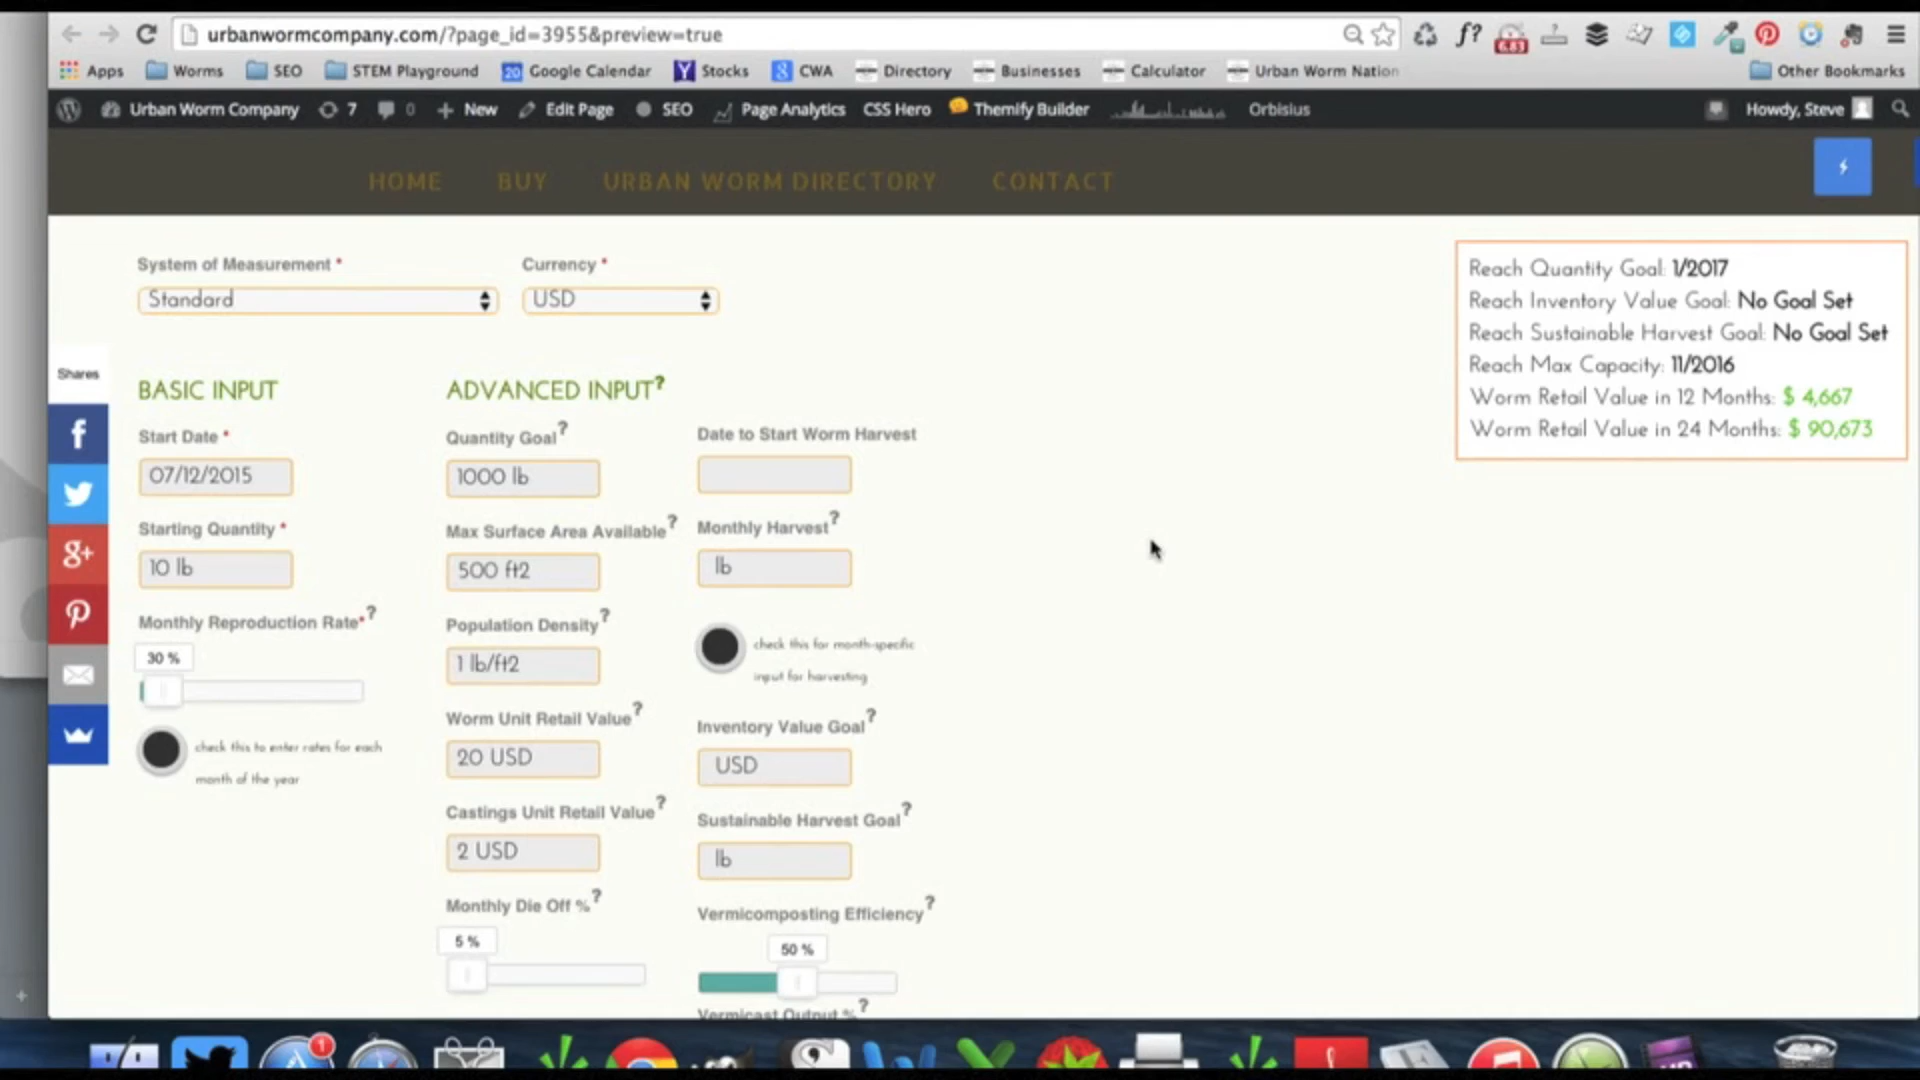 urbanwormcompany.com/?page_id=3955&preview=true
f?
6.83
Apps Worms SEO STEM Playground 20 Google Calendar Y Stocks 8 CWA Directory Businesses Calculator Urban Worm Nation Other Bookmarks
Urban Worm Company 7 0 + New Edit Page SEO Page Analytics CSS Hero Themify Builder Orbisius Howdy, Steve
HOME BUY URBAN WORM DIRECTORY CONTACT
System of Measurement * Currency *
Standard USD
Reach Quantity Goal: 1/2017
Reach Inventory Value Goal: No Goal Set
Reach Sustainable Harvest Goal: No Goal Set
Reach Max Capacity: 11/2016
Worm Retail Value in 12 Months: $ 4,667
Worm Retail Value in 24 Months: $ 90,673
Shares
f
g+
BASIC INPUT
Start Date *
07/12/2015
Starting Quantity *
10 lb
Monthly Reproduction Rate*?
30 %
check this to enter rates for each
month of the year
ADVANCED INPUT?
Quantity Goal?
1000 lb
Max Surface Area Available?
500 ft2
Population Density?
1 lb/ft2
Worm Unit Retail Value?
20 USD
Castings Unit Retail Value?
2 USD
Monthly Die Off %?
5 %
Date to Start Worm Harvest
Monthly Harvest?
lb
check this for month-specific
input for harvesting
Inventory Value Goal?
USD
Sustainable Harvest Goal?
lb
Vermicomposting Efficiency?
50 %
Vermicast Output %?
1